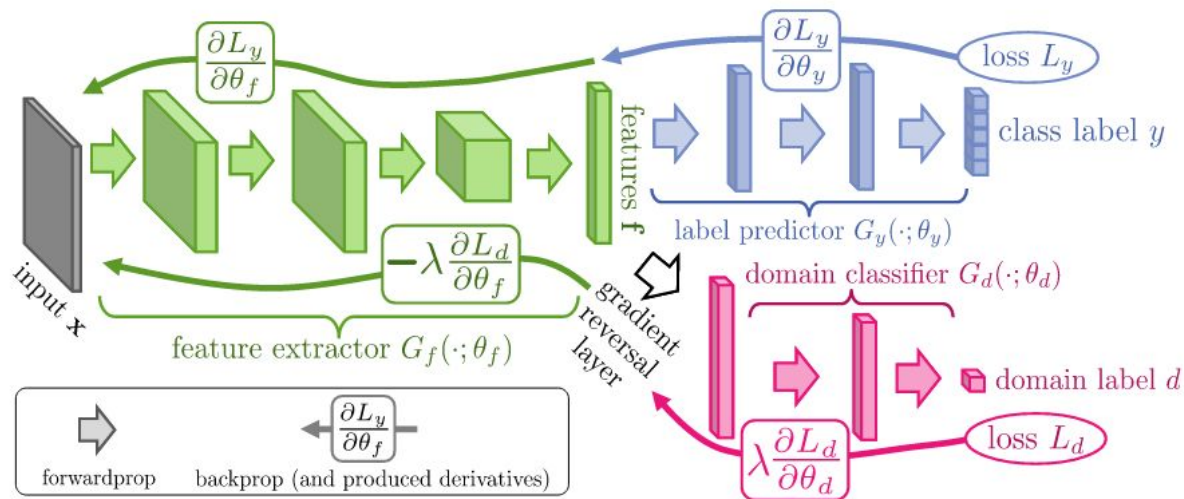 ∂L_y/∂θ_f
∂L_y/∂θ_y
loss L_y
features f
class label y
label predictor G_y(·;θ_y)
input x
−λ ∂L_d/∂θ_f
feature extractor G_f(·;θ_f)
gradient
reversal
layer
domain classifier G_d(·;θ_d)
domain label d
λ ∂L_d/∂θ_d
loss L_d
∂L_y/∂θ_f
forwardprop
backprop (and produced derivatives)